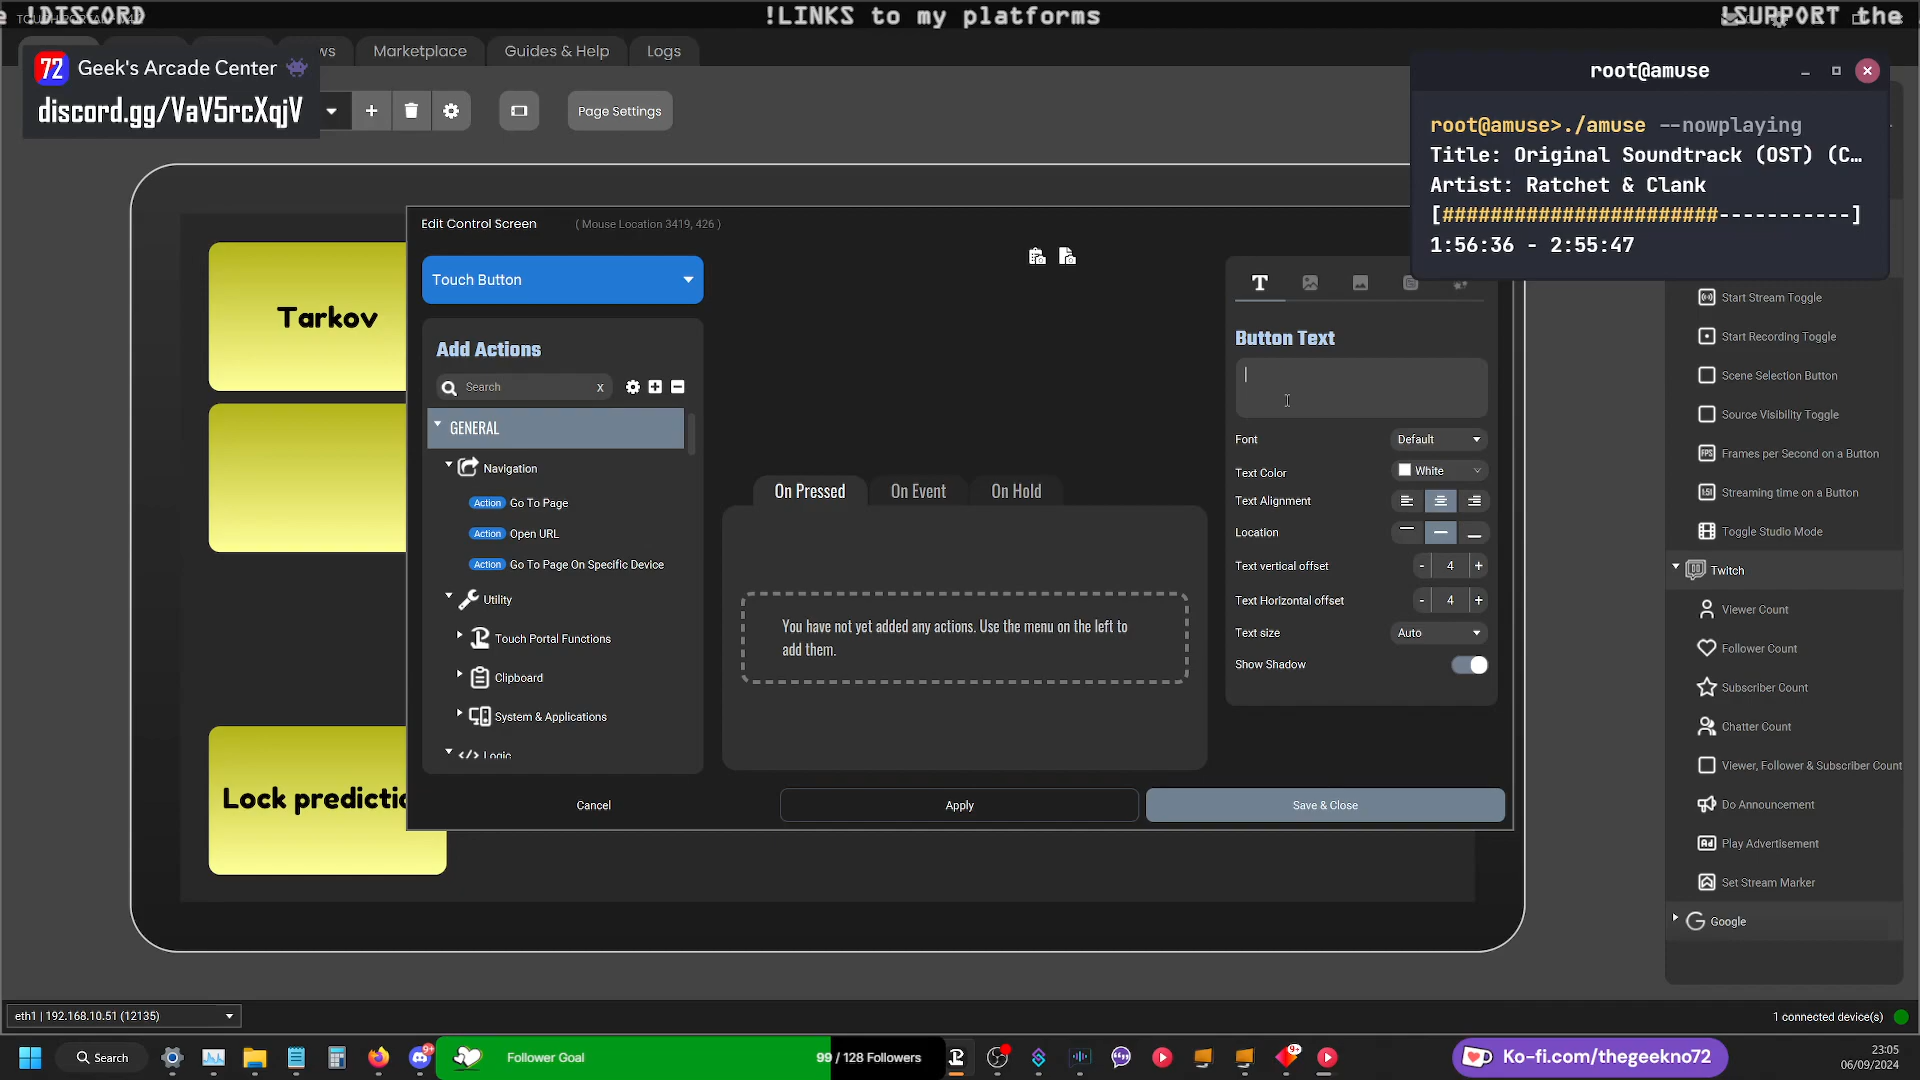 !DISCORD
!LINKS to my platforms
!SUPPORT the
Marketplace
Guides & Help
Logs
72
Geek's Arcade Center
discord.gg/VaV5rcXqjV
Page Settings
root@amuse
root@amuse>./amuse --nowplaying
Title: Original Soundtrack (OST) (C…
Artist: Ratchet & Clank
[#######################-----------]
1:56:36 - 2:55:47
Tarkov
Lock predictio
Edit Control Screen
( Mouse Location 3419, 426 )
Touch Button
Add Actions
Search
x
GENERAL
Navigation
Action Go To Page
Action Open URL
Action Go To Page On Specific Device
Utility
Touch Portal Functions
Clipboard
System & Applications
Logic
On Pressed
On Event
On Hold
You have not yet added any actions. Use the menu on the left to
add them.
Button Text
Font
Default
Text Color
White
Text Alignment
Location
Text vertical offset
- 4 +
Text Horizontal offset
- 4 +
Text size
Auto
Show Shadow
Cancel
Apply
Save & Close
Start Stream Toggle
Start Recording Toggle
Scene Selection Button
Source Visibility Toggle
FPS Frames per Second on a Button
Streaming time on a Button
Toggle Studio Mode
Twitch
Viewer Count
Follower Count
Subscriber Count
Chatter Count
Viewer, Follower & Subscriber Count
Do Announcement
Ad Play Advertisement
Set Stream Marker
Google
eth1 | 192.168.10.51 (12135)
1 connected device(s)
Search
Follower Goal
99 / 128 Followers
Ko-fi.com/thegeekno72
23:05
06/09/2024